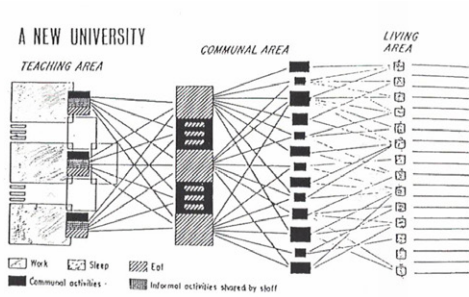 A NEW UNIVERSITY
TEACHING AREA
COMMUNAL AREA
LIVING
AREA
Work
Sleep
Eat
Communal activities
Informal activities shared by staff